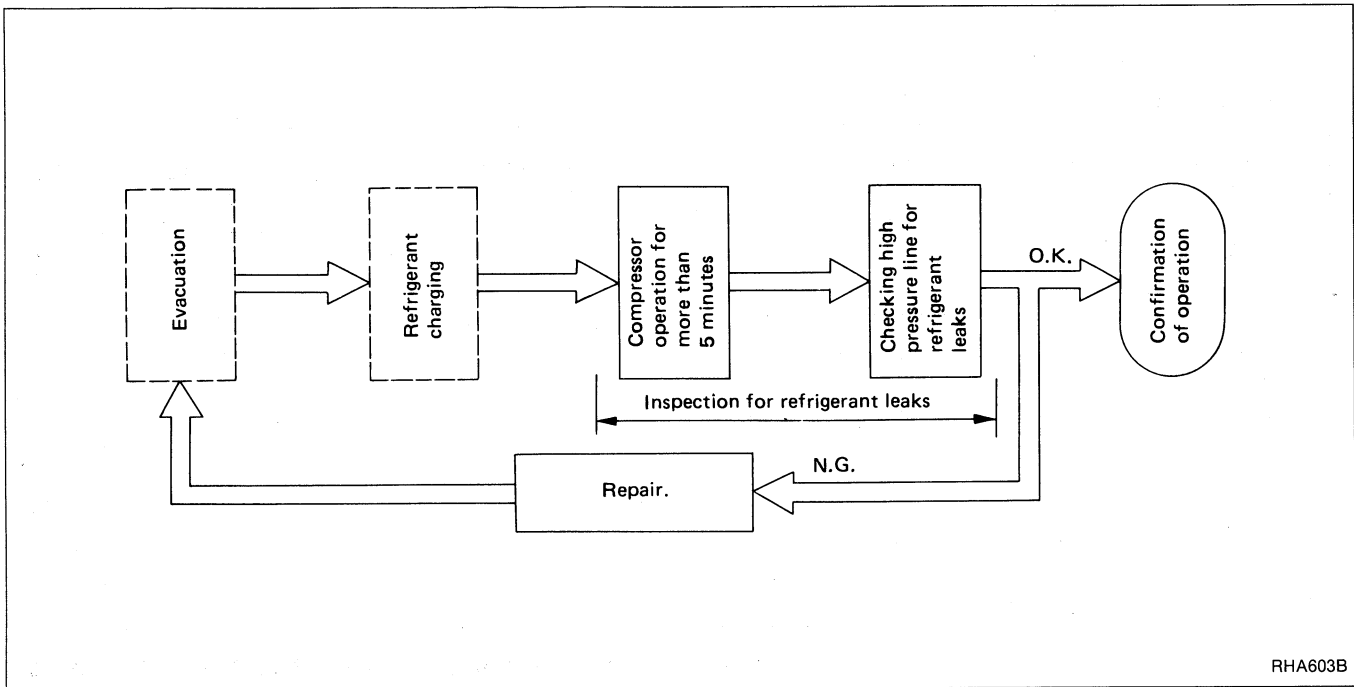 Evacuation
Refrigerant
charging
Compressor
operation for
more than
5 minutes
Checking high
pressure line for
refrigerant
leaks
O.K.
Confirmation
of operation
Inspection for refrigerant leaks
N.G.
Repair.
RHA603B